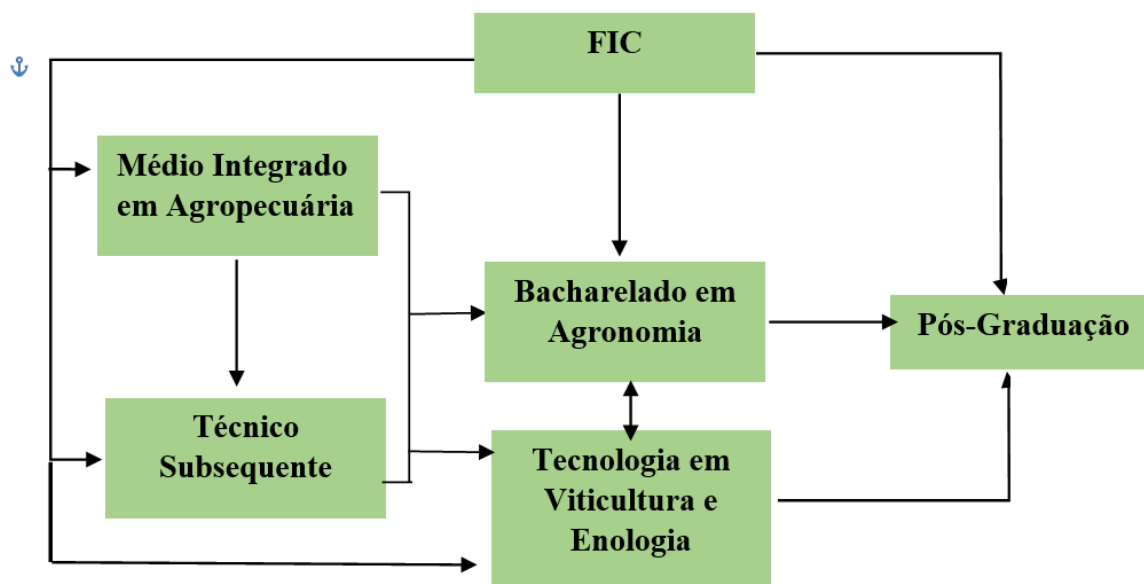 FIC
Médio Integrado
em Agropecuária
Bacharelado em
Agronomia
Pós-Graduação
Técnico
Subsequente
Tecnologia em
Viticultura e
Enologia